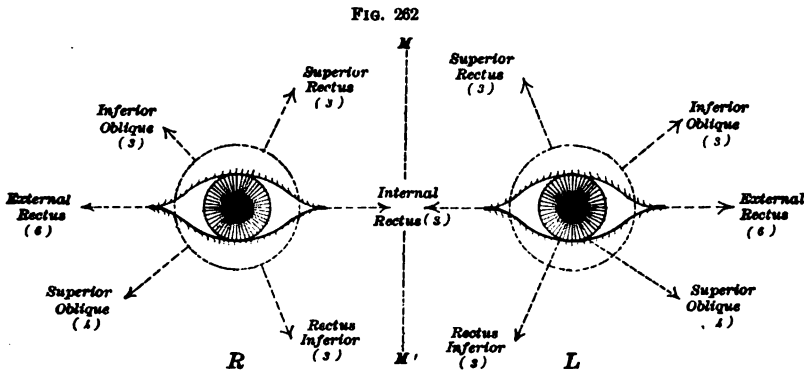 FIG. 262
M
Superior
Rectus
(3)
Superior
Rectus
(3)
Inferior
Oblique
(3)
Inferior
Oblique
(3)
External
Rectus
(6)
Internal
Rectus (3)
External
Rectus
(6)
Superior
Oblique
(4)
Rectus
Inferior
(3)
Rectus
Inferior
(3)
Superior
Oblique
(4)
R
M'
L